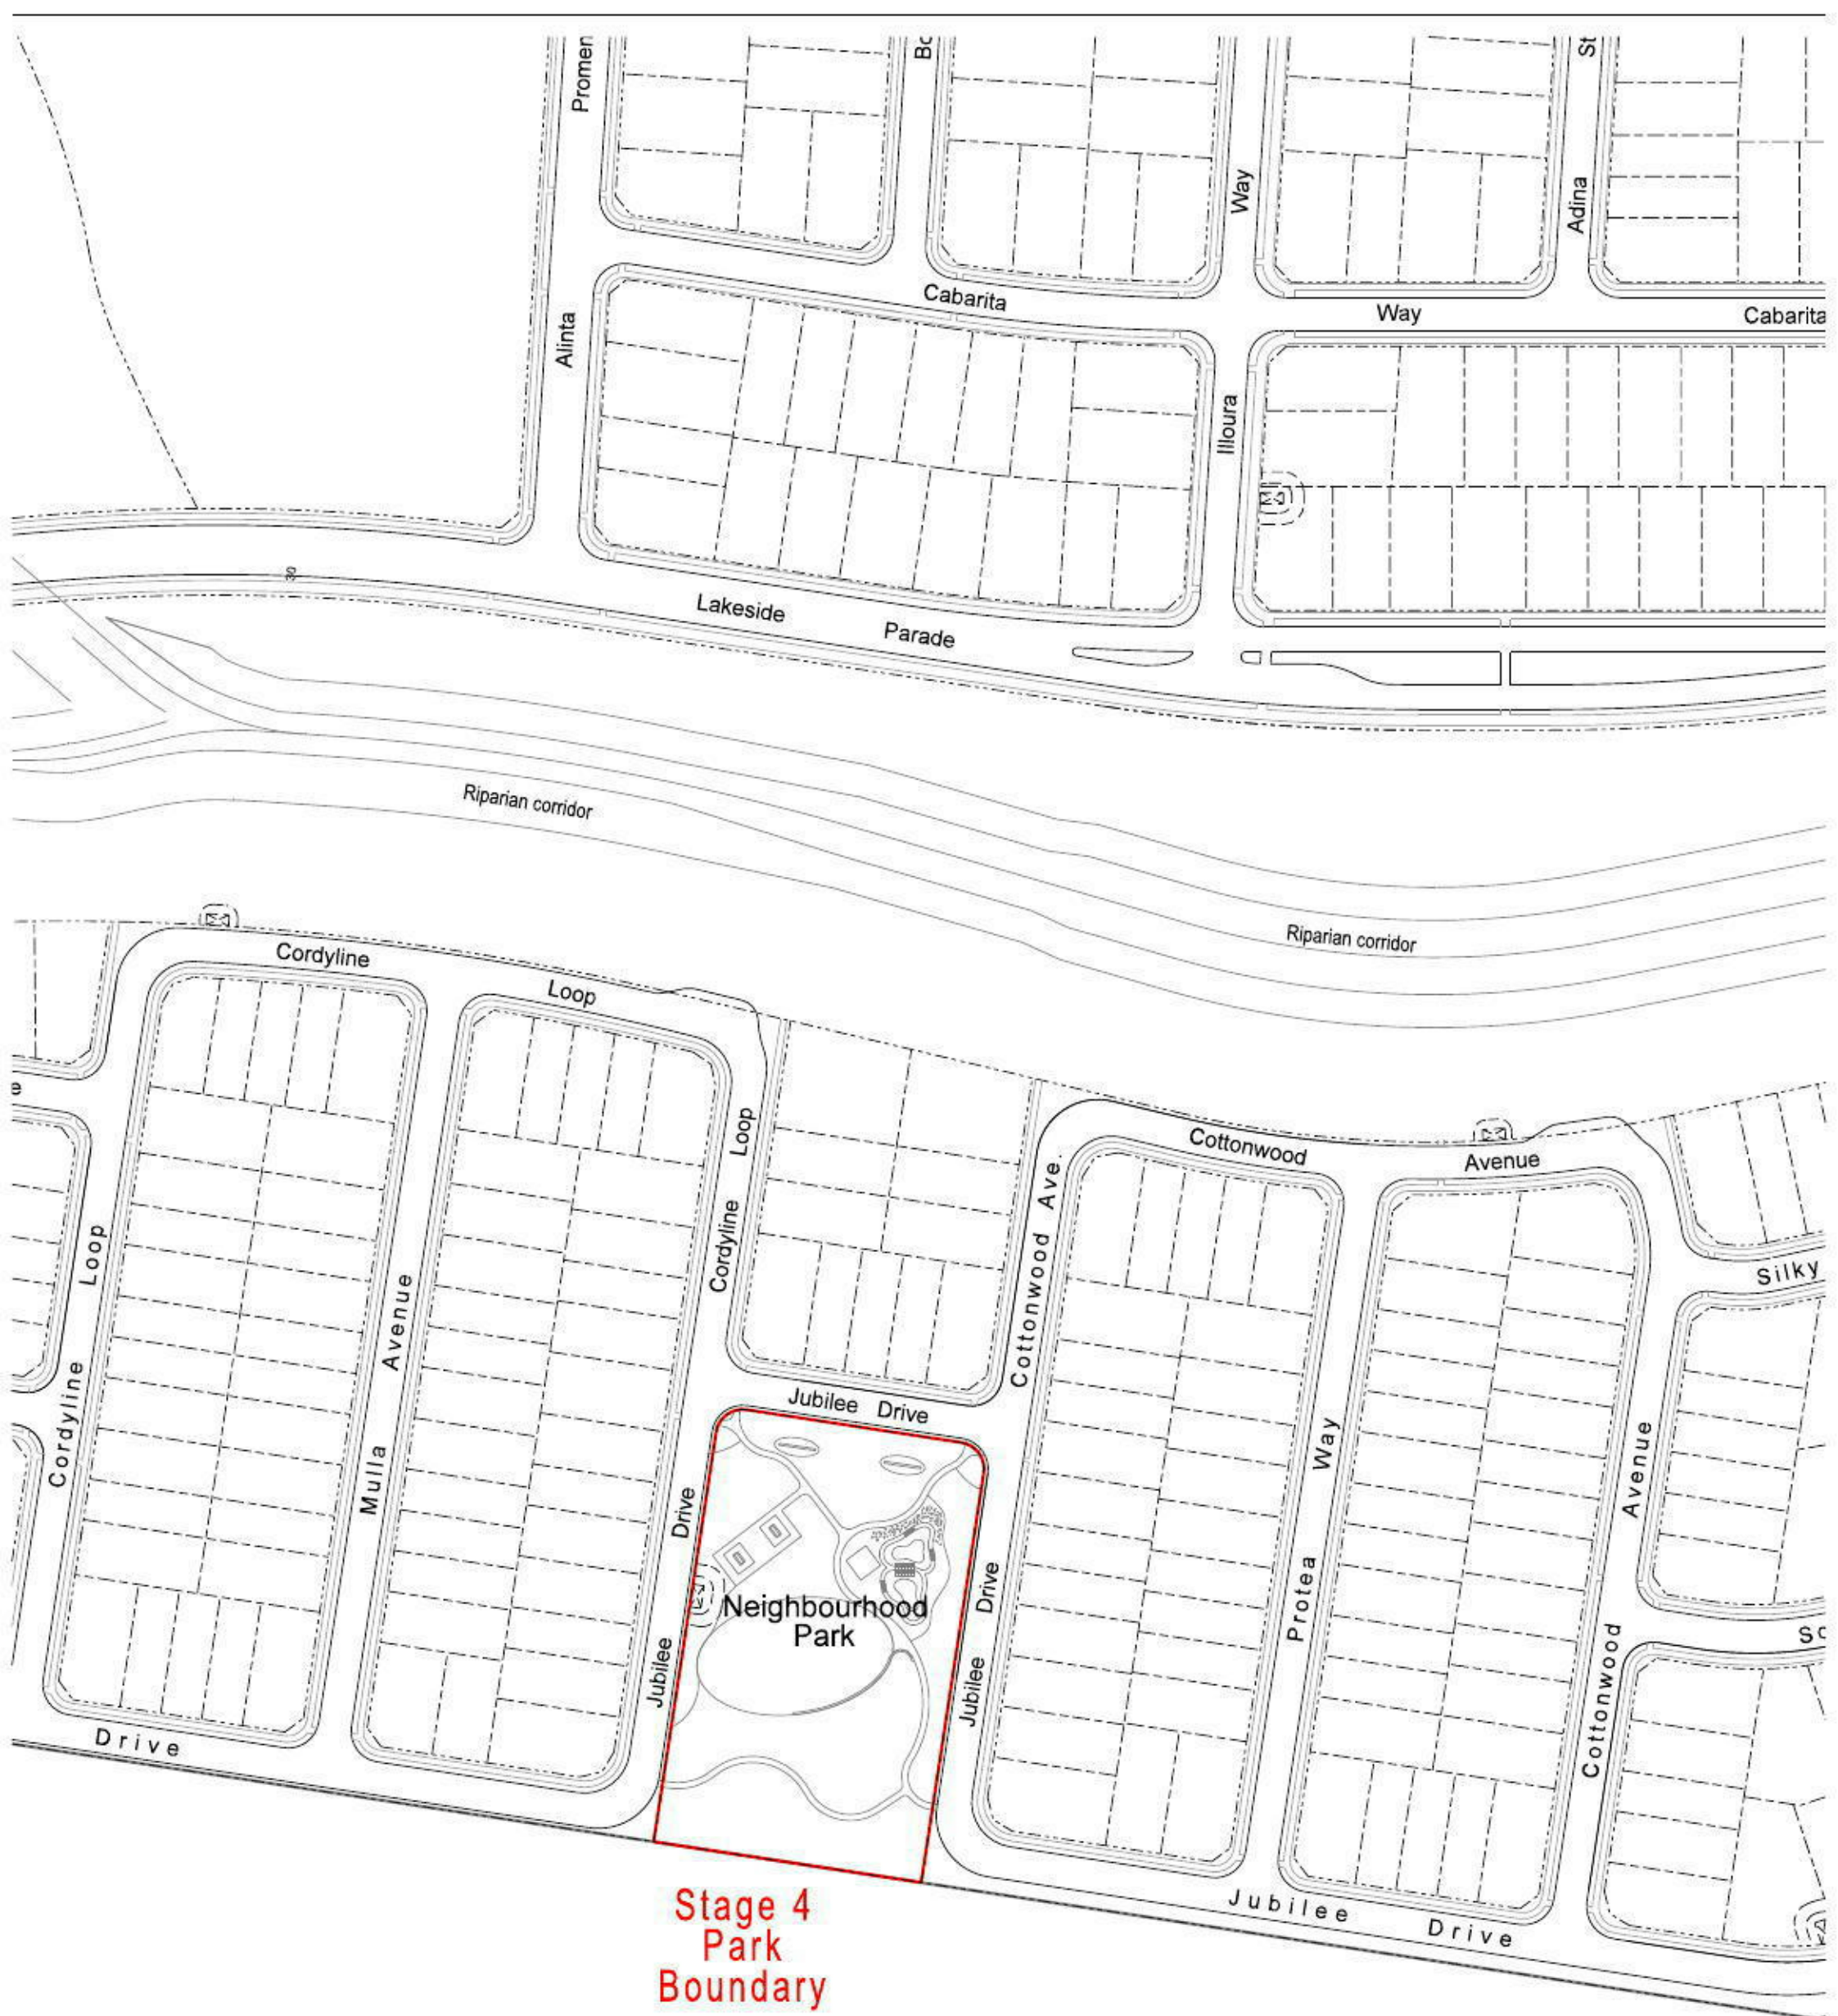 Promen
Bo
Way
St
Adina
Cabarita
Way
Cabarita
Alinta
Illoura
30
Lakeside
Parade
Riparian corridor
Riparian corridor
Cordyline
Loop
e
Loop
Cordyline
Cottonwood Ave.
Cottonwood
Avenue
Silky
Loop
Cordyline
Avenue
Mulla
Jubilee Drive
Drive
Jubilee
Neighbourhood
Park
Drive
Jubilee
Way
Protea
Avenue
Cottonwood
Sc
Drive
Jubilee
Drive
Stage 4
Park
Boundary